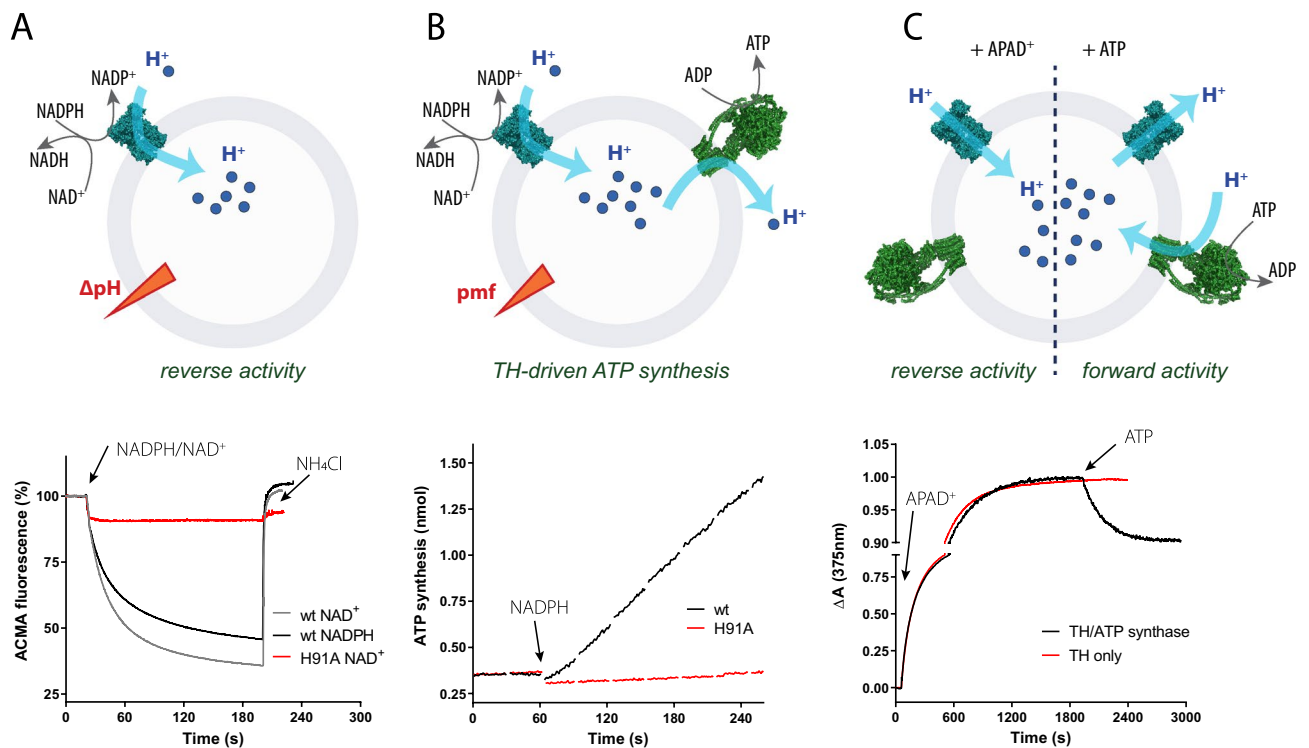 A
H⁺
NADP⁺
NADPH
NADH
NAD⁺
H⁺
ΔpH
reverse activity
B
H⁺
ATP
NADP⁺
ADP
NADPH
NADH
NAD⁺
H⁺
H⁺
pmf
TH-driven ATP synthesis
C
+ APAD⁺
+ ATP
H⁺
H⁺
H⁺
H⁺
ATP
ADP
reverse activity
forward activity
NADPH/NAD⁺
NH₄Cl
ACMA fluorescence (%)
100
75
50
25
wt NAD⁺
wt NADPH
H91A NAD⁺
0
60
120
180
240
Time (s)
ATP synthesis (nmol)
1.50
1.25
1.00
0.75
0.50
0.25
NADPH
wt
H91A
0
60
120
180
240
Time (s)
ΔA (375nm)
1.05
1.00
0.95
0.90
0.75
0.50
0.25
0.00
APAD⁺
ATP
TH/ATP synthase
TH only
0
600
1200
1800
2400
3000
Time (s)